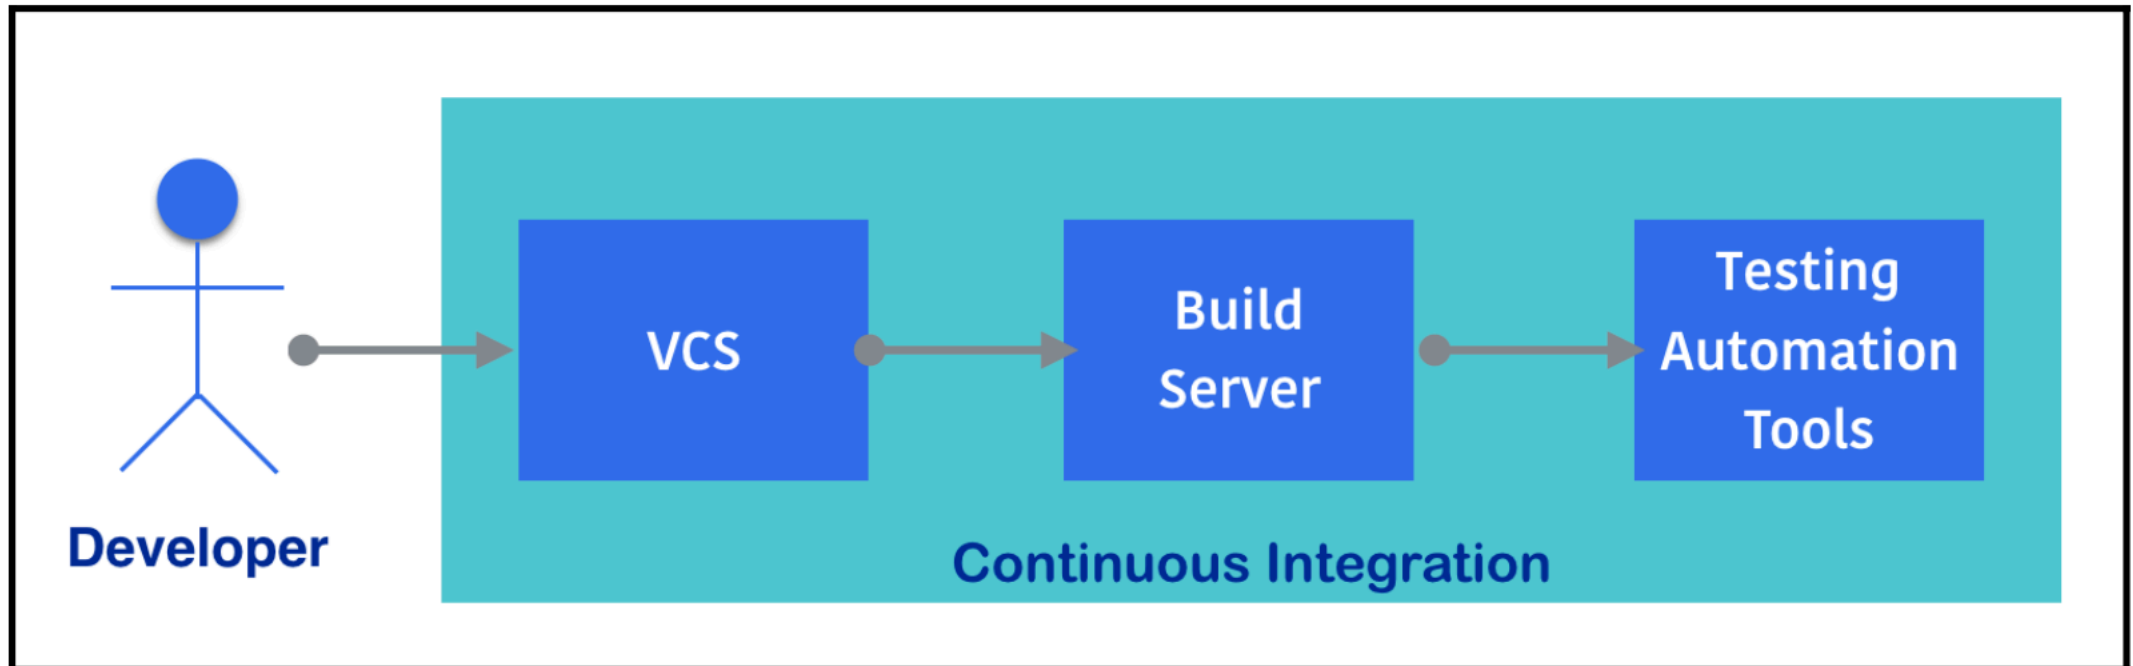 Developer
VCS
Build
Server
Testing
Automation
Tools
Continuous Integration